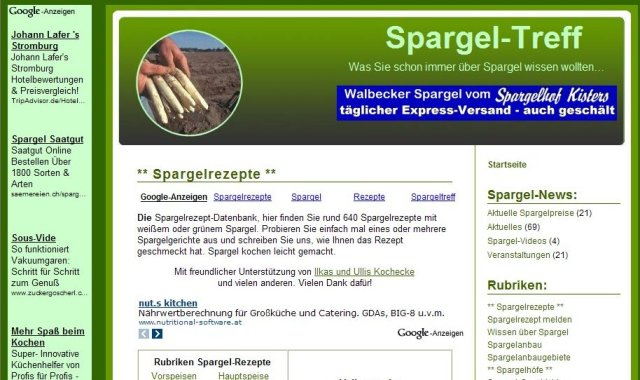 Google-Anzeigen
Johann Lafer 's
Stromburg
Johann Lafer's
Stromburg
Hotelbewertungen
& Preisvergleich!
TripAdvisor.de/Hotel...
Spargel Saatgut
Saatgut Online
Bestellen Über
1800 Sorten &
Arten
saemereien.ch/sparg...
Sous-Vide
So funktioniert
Vakuumgaren:
Schritt für Schritt
zum Genuß
www.zuckergoscherl.c...
Mehr Spaß beim
Kochen
Super- Innovative
Küchenhelfer von
Profis für Profis -
Spargel-Treff
Was Sie schon immer über Spargel wissen wollten...
Walbecker Spargel vom Spargelhof Kisters
täglicher Express-Versand - auch geschält
** Spargelrezepte **
Google-Anzeigen Spargelrezepte Spargel Rezepte Spargeltreff
Die Spargelrezept-Datenbank, hier finden Sie rund 640 Spargelrezepte mit
weißem oder grünem Spargel. Probieren Sie einfach mal eines oder mehrere
Spargelgerichte aus und schreiben Sie uns, wie Ihnen das Rezept
geschmeckt hat. Spargel kochen leicht gemacht.
Mit freundlicher Unterstützung von Ilkas und Ullis Kochecke
und vielen anderen. Vielen Dank dafür!
nut.s kitchen
Nährwertberechnung für Großküche und Catering. GDAs, BIG-8 u.v.m.
www.nutritional-software.at
Google-Anzeigen
Rubriken Spargel-Rezepte
Vorspeisen Hauptspeise
Startseite
Spargel-News:
Aktuelle Spargelpreise (21)
Aktuelles (69)
Spargel-Videos (4)
Veranstaltungen (21)
Rubriken:
** Spargelrezepte **
Spargelrezept melden
Wissen über Spargel
Spargelanbau
Spargelanbaugebiete
** Spargelhöfe **